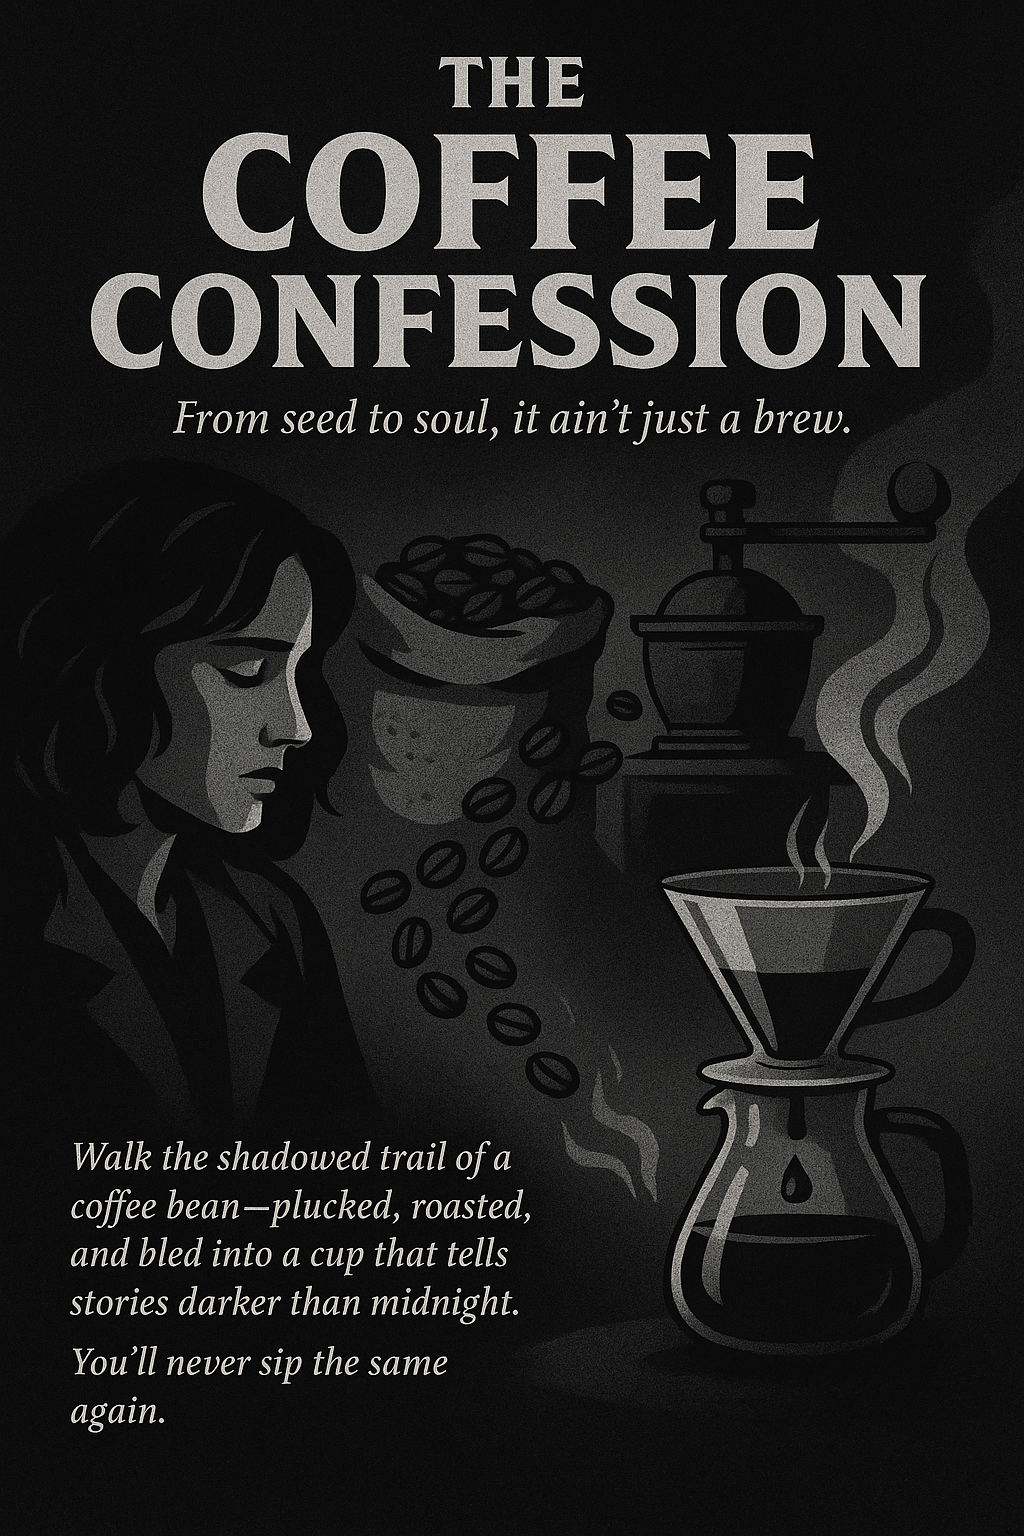 THE
COFFEE
CONFESSION
From seed to soul, it ain’t just a brew.
Walk the shadowed trail of a
coffee bean—plucked, roasted,
and bled into a cup that tells
stories darker than midnight.
You’ll never sip the same
again.